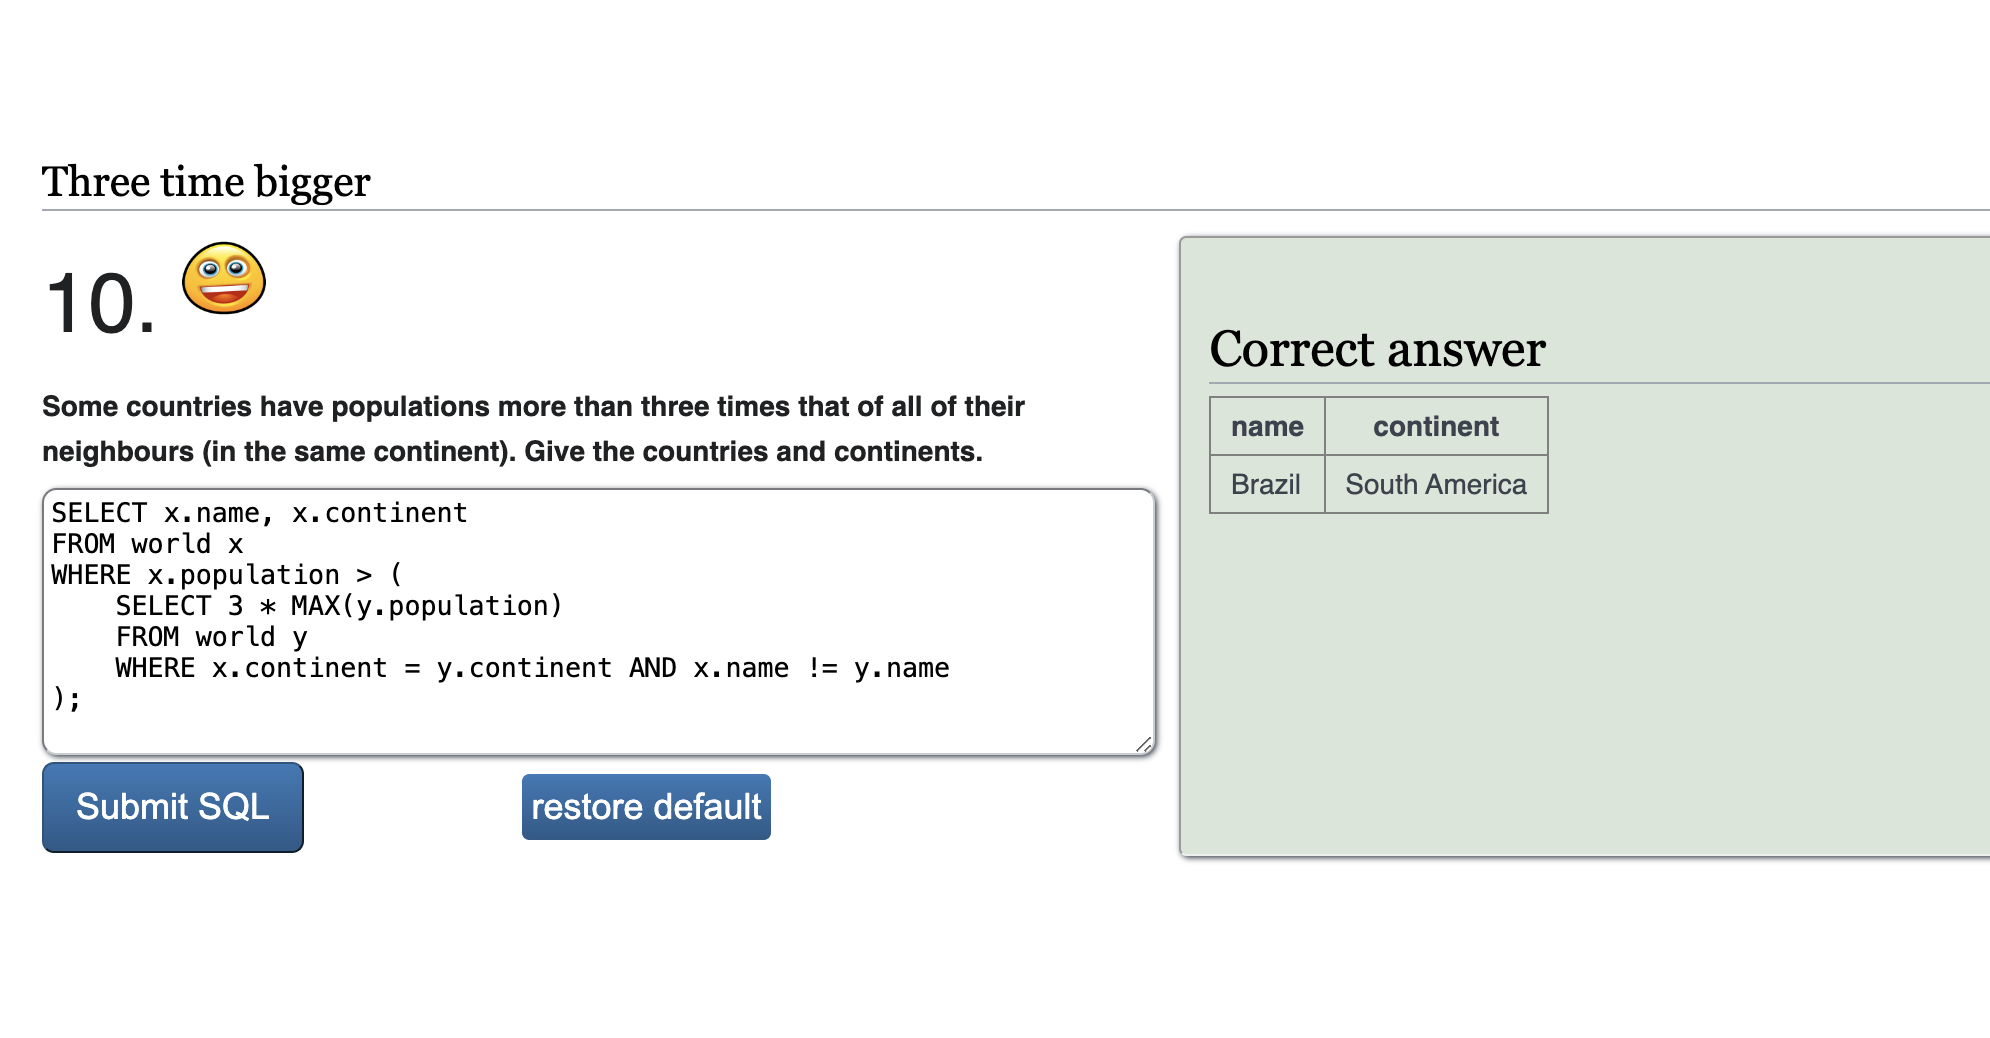 Three time bigger
10.
Some countries have populations more than three times that of all of their
neighbours (in the same continent). Give the countries and continents.
SELECT x.name, x.continent
FROM world x
WHERE x.population > (
    SELECT 3 * MAX(y.population)
    FROM world y
    WHERE x.continent = y.continent AND x.name != y.name
);
Submit SQL
restore default
Correct answer
name continent
Brazil South America